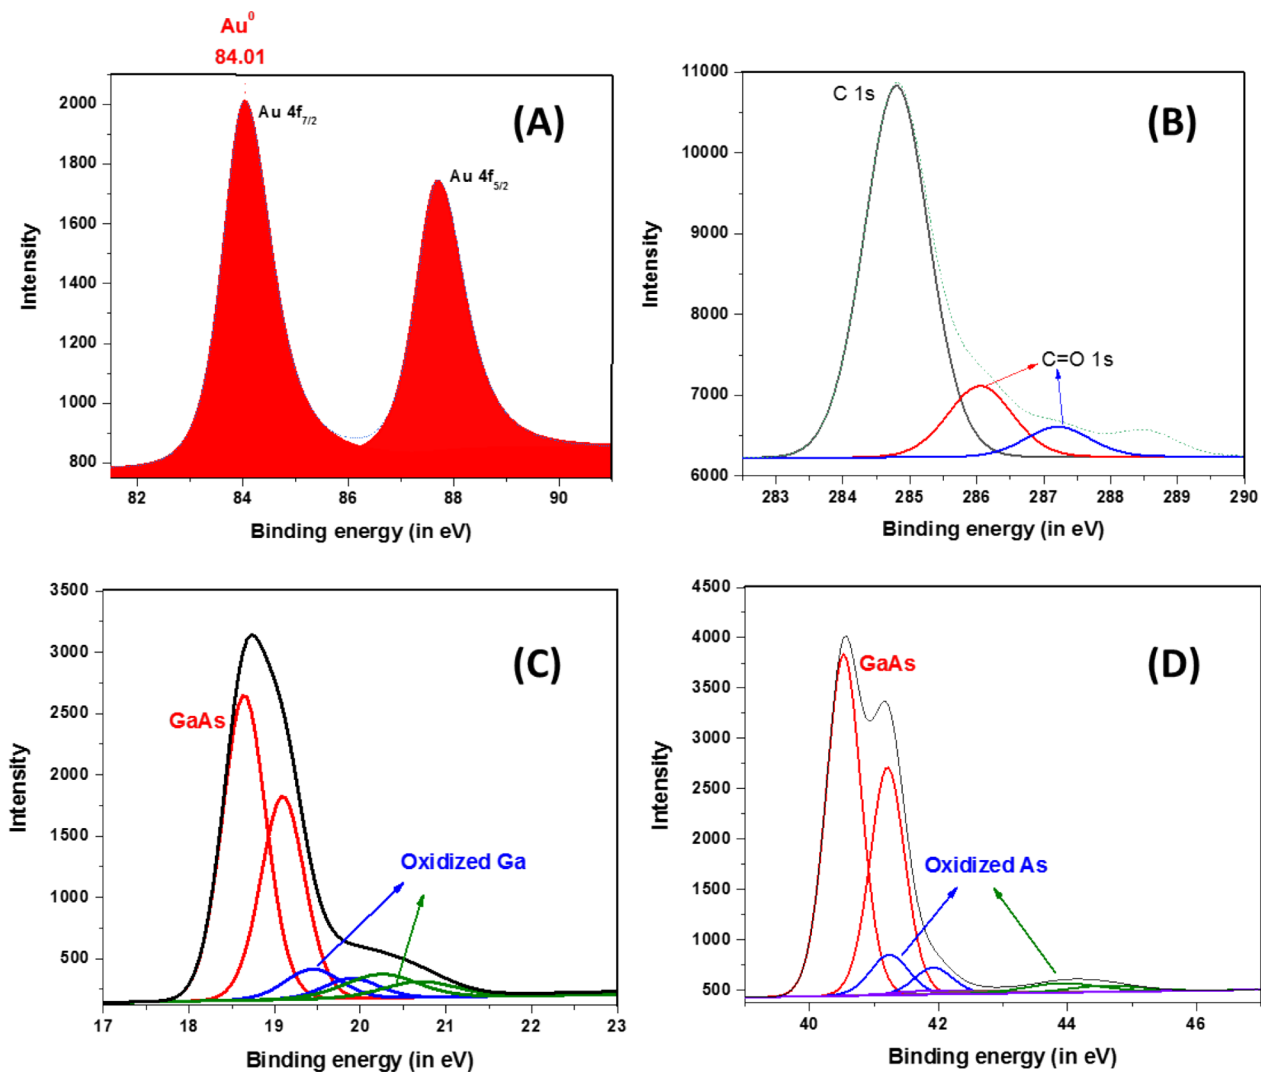 Au⁰
84.01
(A)
Au 4f7/2
Au 4f5/2
Intensity
2000
1800
1600
1400
1200
1000
800
82 84 86 88 90
Binding energy (in eV)
(B)
C 1s
C=O 1s
Intensity
11000
10000
9000
8000
7000
6000
283 284 285 286 287 288 289 290
Binding energy (in eV)
(C)
GaAs
Oxidized Ga
Intensity
3500
3000
2500
2000
1500
1000
500
17 18 19 20 21 22 23
Binding energy (in eV)
(D)
GaAs
Oxidized As
Intensity
4500
4000
3500
3000
2500
2000
1500
1000
500
40 42 44 46
Binding energy (in eV)